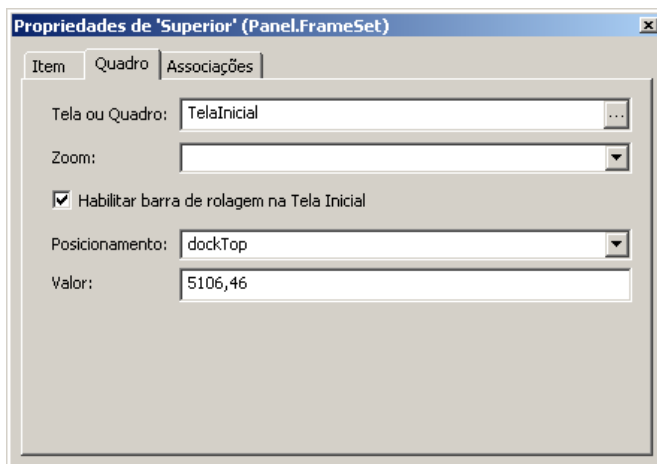 Propriedades de 'Superior' (Panel.FrameSet)
Item Quadro Associações
Tela ou Quadro: TelaInicial ...
Zoom:
Habilitar barra de rolagem na Tela Inicial
Posicionamento: dockTop
Valor: 5106,46